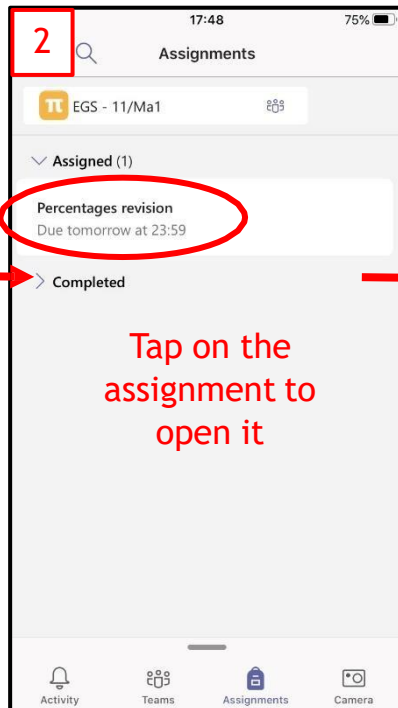 2
17:48
75%
Assignments
π EGS - 11/Ma1
Assigned (1)
Percentages revision
Due tomorrow at 23:59
Completed
Tap on the
assignment to
open it
Activity
Teams
Assignments
Camera